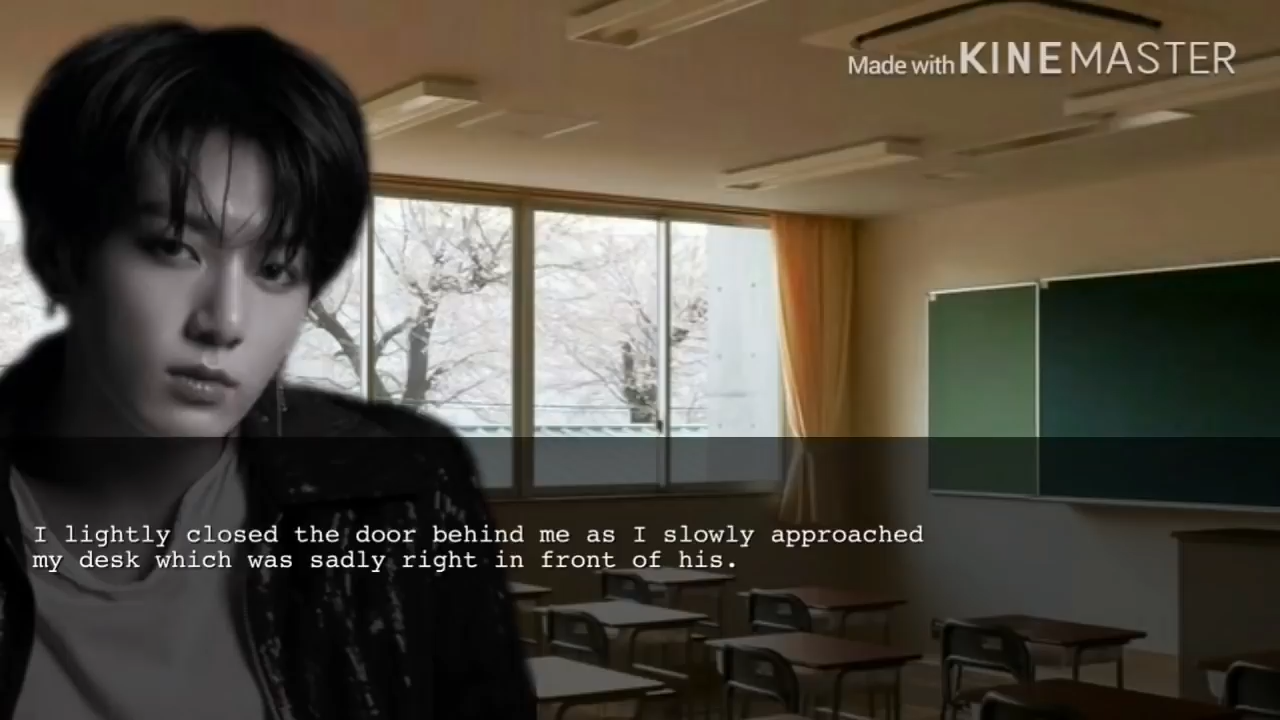 Made with KINEMASTER
I lightly closed the door behind me as I slowly approached
my desk which was sadly right in front of his.